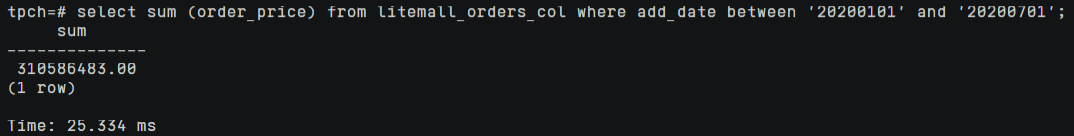 tpch=# select sum (order_price) from litemall_orders_col where add_date between '20200101' and '20200701';
sum
--------------
310586483.00
(1 row)
Time: 25.334 ms